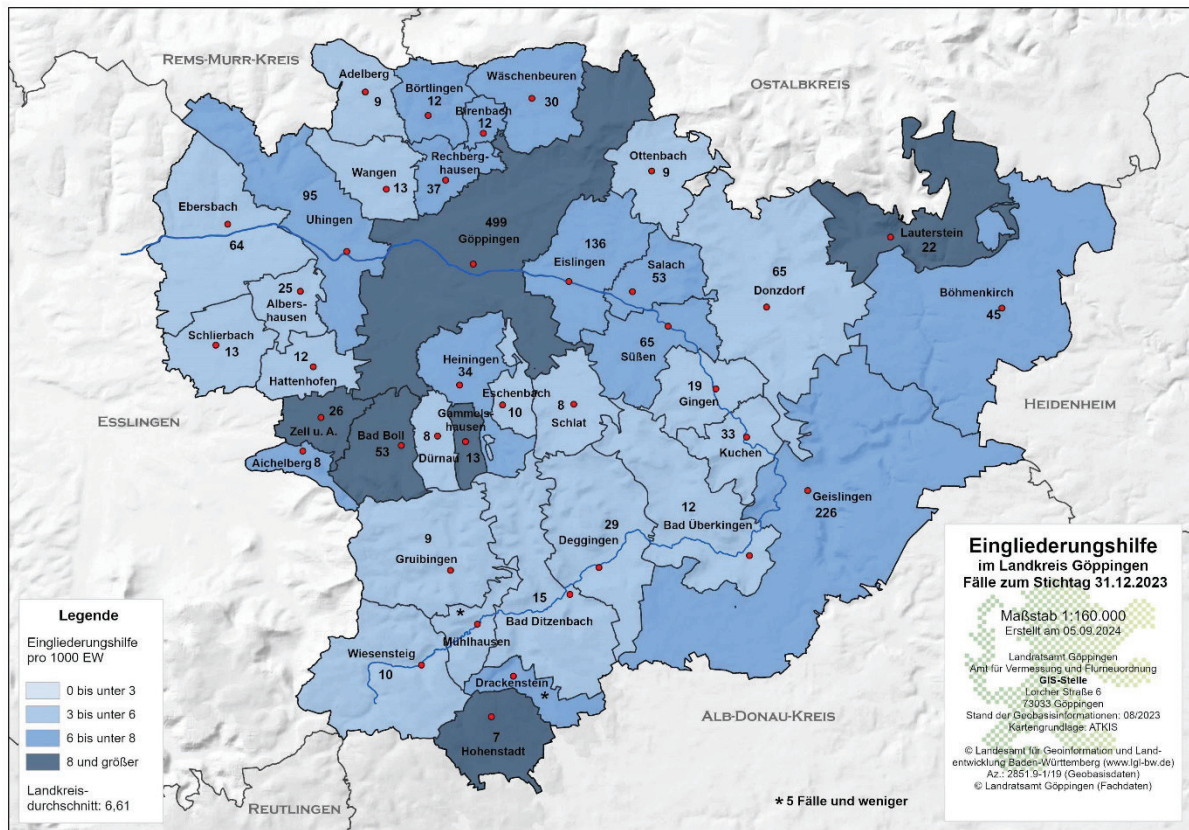 REMS-MURR-KREIS
OSTALBKREIS
Adelberg
9
Börtlingen
12
Wäschenbeuren
30
Birenbach
12
Rechberg-
hausen
37
Wangen
13
Ottenbach
9
Ebersbach
64
95
Uhingen
499
Göppingen
136
Eislingen
Salach
53
65
Donzdorf
Lauterstein
22
Böhmenkirch
45
25
Albers-
hausen
Schlierbach
13
12
Hattenhofen
Heiningen
34
65
Süßen
Eschenbach
10
8
Schlat
19
Gingen
33
Kuchen
HEIDENHEIM
ESSLINGEN
26
Zell u. A.
Bad Boll
53
8
Dürnau
Gammels-
hausen
13
Aichelberg 8
Geislingen
226
12
Bad Überkingen
29
Deggingen
9
Gruibingen
15
Bad Ditzenbach
*
Mühlhausen
Wiesensteig
10
Drackenstein
*
7
Hohenstadt
ALB-DONAU-KREIS
REUTLINGEN
Legende
Eingliederungshilfe
pro 1000 EW
0 bis unter 3
3 bis unter 6
6 bis unter 8
8 und größer
Landkreis-
durchschnitt: 6,61
* 5 Fälle und weniger
Eingliederungshilfe
im Landkreis Göppingen
Fälle zum Stichtag 31.12.2023
Maßstab 1:160.000
Erstellt am 05.09.2024
Landratsamt Göppingen
Amt für Vermessung und Flurneuordnung
GIS-Stelle
Lorcher Straße 6
73033 Göppingen
Stand der Geobasisinformationen: 08/2023
Kartengrundlage: ATKIS
© Landesamt für Geoinformation und Land-
entwicklung Baden-Württemberg (www.lgl-bw.de)
Az.: 2851.9-1/19 (Geobasisdaten)
© Landratsamt Göppingen (Fachdaten)